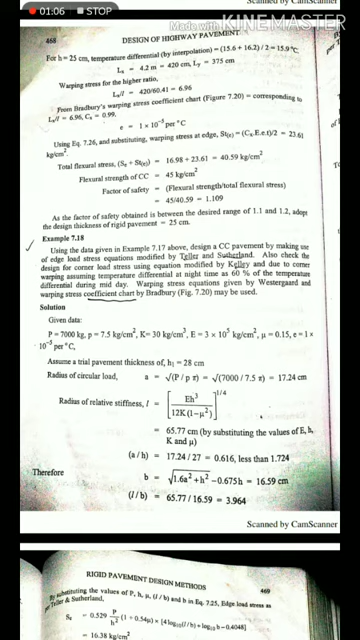 01:06 STOP
Scanned by CamScanner
Made with KINEMASTER
468 DESIGN OF HIGHWAY PAVEMENT
For h = 25 cm, temperature differential (by interpolation) = (15.6 + 16.2) / 2 = 15.9 °C
Lₓ = 4.2 m = 420 cm, Lᵧ = 375 cm
Warping stress for the higher ratio,
Lₓ/l = 420/60.41 = 6.96
From Bradbury's warping stress coefficient chart (Figure 7.20) = corresponding to
Lₓ/l = 6.96, Cₓ = 0.99.
e = 1 × 10⁻⁵ per °C
Using Eq. 7.26, and substituting, warping stress at edge, St(e) = (Cₓ E.e.t)/2 = 23.61
kg/cm²
Total flexural stress, (Sₑ + St(e)) = 16.98 + 23.61 = 40.59 kg/cm²
Flexural strength of CC = 45 kg/cm²
Factor of safety = (Flexural strength/total flexural stress)
= 45/40.59 = 1.109
As the factor of safety obtained is between the desired range of 1.1 and 1.2, adopt
the design thickness of rigid pavement = 25 cm.
Example 7.18
Using the data given in Example 7.17 above, design a CC pavement by making use
of edge load stress equations modified by Teller and Sutherland. Also check the
design for corner load stress using equation modified by Kelley and due to corner
warping assuming temperature differential at night time as 60 % of the temperature
differential during mid day. Warping stress equations given by Westergaard and
warping stress coefficient chart by Bradbury (Fig. 7.20) may be used.
Solution
Given data:
P = 7000 kg, p = 7.5 kg/cm², K = 30 kg/cm³, E = 3 × 10⁵ kg/cm², μ = 0.15, e = 1 ×
10⁻⁵ per °C,
Assume a trial pavement thickness of, h₁ = 28 cm
Radius of circular load, a = √(P / p π) = √(7000 / 7.5 π) = 17.24 cm
Radius of relative stiffness, l = [Eh³ / 12K (1-μ²)]^1/4
= 65.77 cm (by substituting the values of E, h,
K and μ)
(a / h) = 17.24 / 27 = 0.616, less than 1.724
Therefore b = √1.6a² + h² − 0.675h = 16.59 cm
(l / b) = 65.77 / 16.59 = 3.964
Scanned by CamScanner
RIGID PAVEMENT DESIGN METHODS 469
By substituting the values of P, h, μ, (l / b) and b in Eq. 7.25, Edge load stress as
per Teller & Sutherland,
Sₑ = 0.529 P/h² (1 + 0.54μ) × [4 log₁₀(l/b) + log₁₀b - 0.4048]
= 16.38 kg/cm²